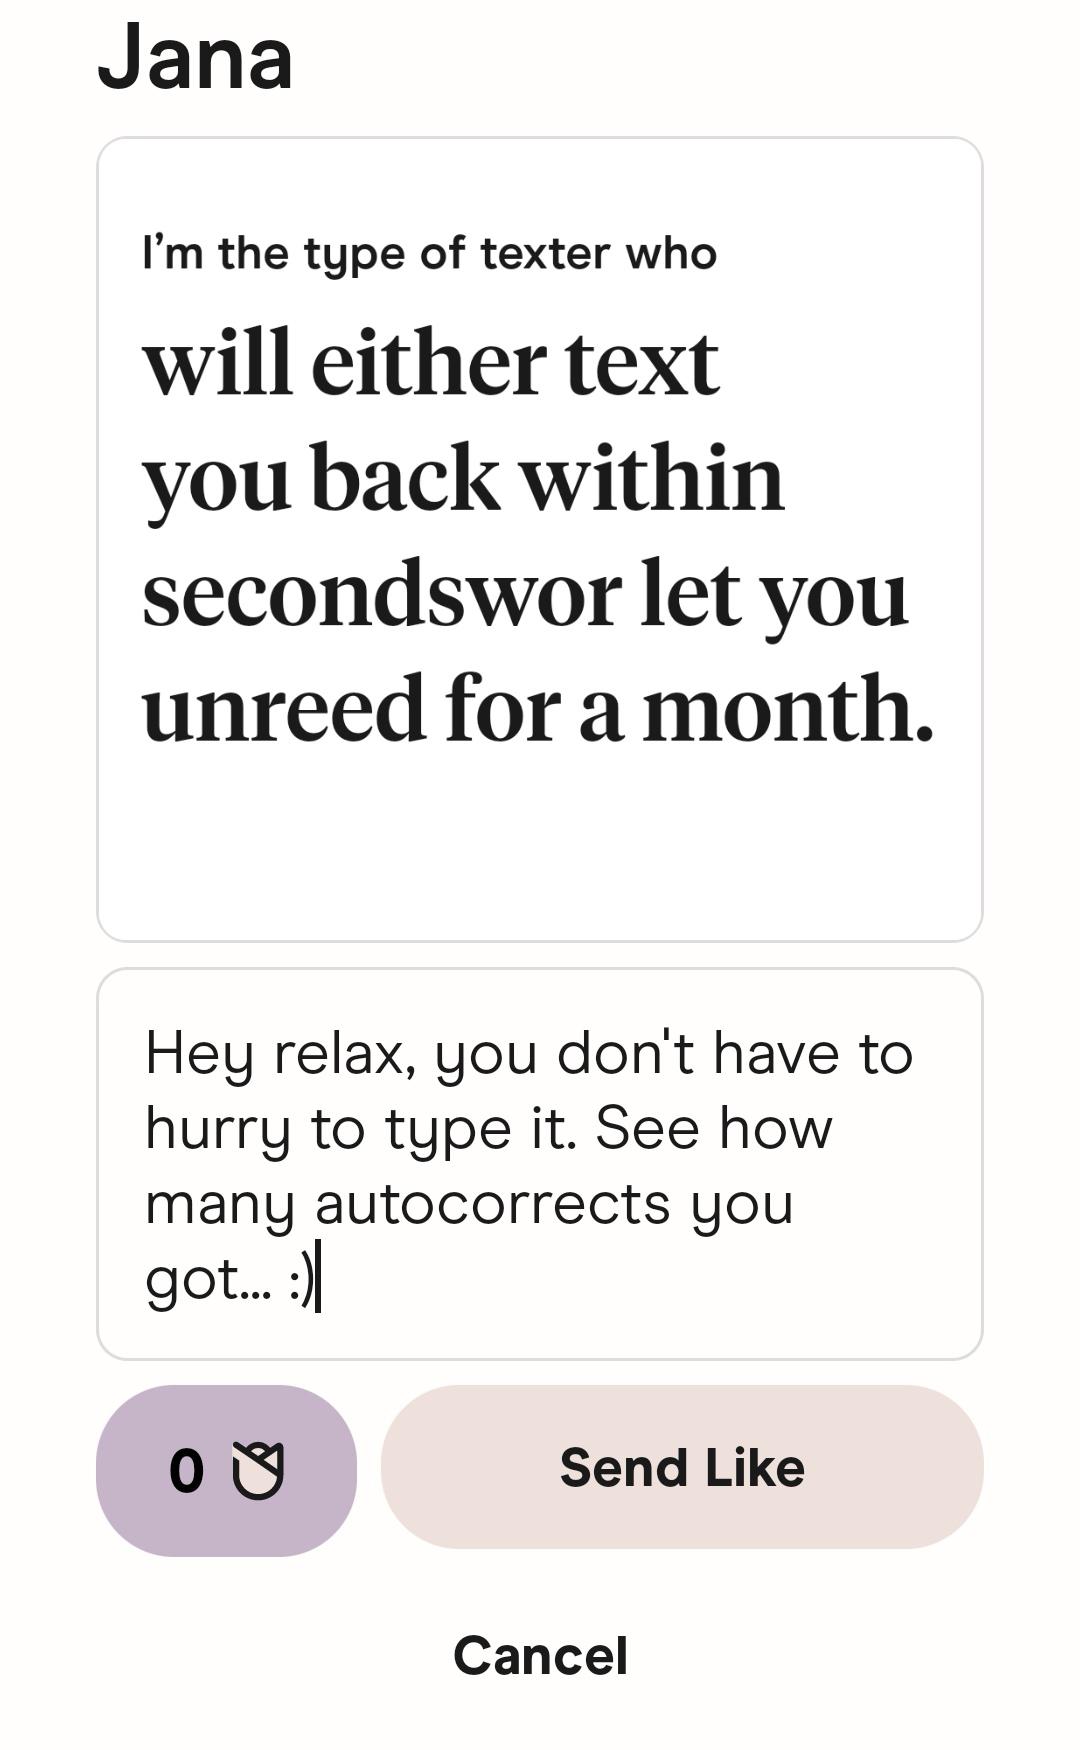 Jana
I’m the type of texter who
will either text
you back within
secondswor let you
unreed for a month.
Hey relax, you don't have to
hurry to type it. See how
many autocorrects you
got... :)
0
Send Like
Cancel